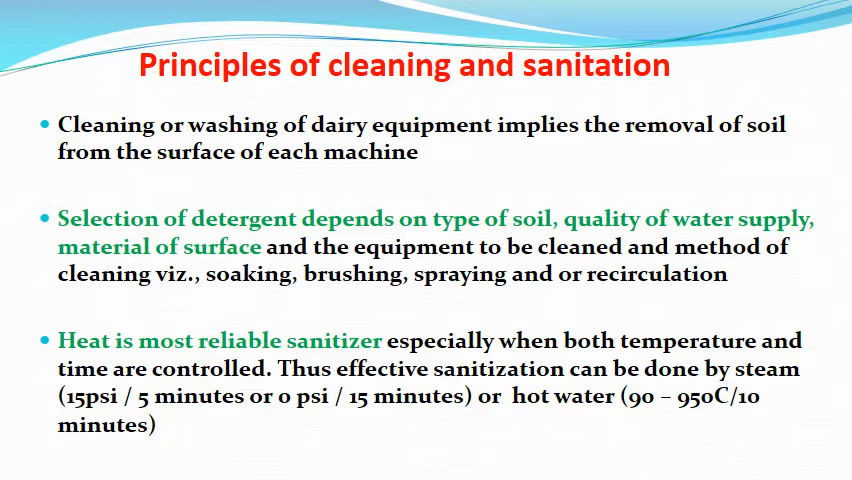 Principles of cleaning and sanitation
• Cleaning or washing of dairy equipment implies the removal of soil
from the surface of each machine
• Selection of detergent depends on type of soil, quality of water supply,
material of surface and the equipment to be cleaned and method of
cleaning viz., soaking, brushing, spraying and or recirculation
• Heat is most reliable sanitizer especially when both temperature and
time are controlled. Thus effective sanitization can be done by steam
(15psi / 5 minutes or 0 psi / 15 minutes) or  hot water (90 – 950C/10
minutes)